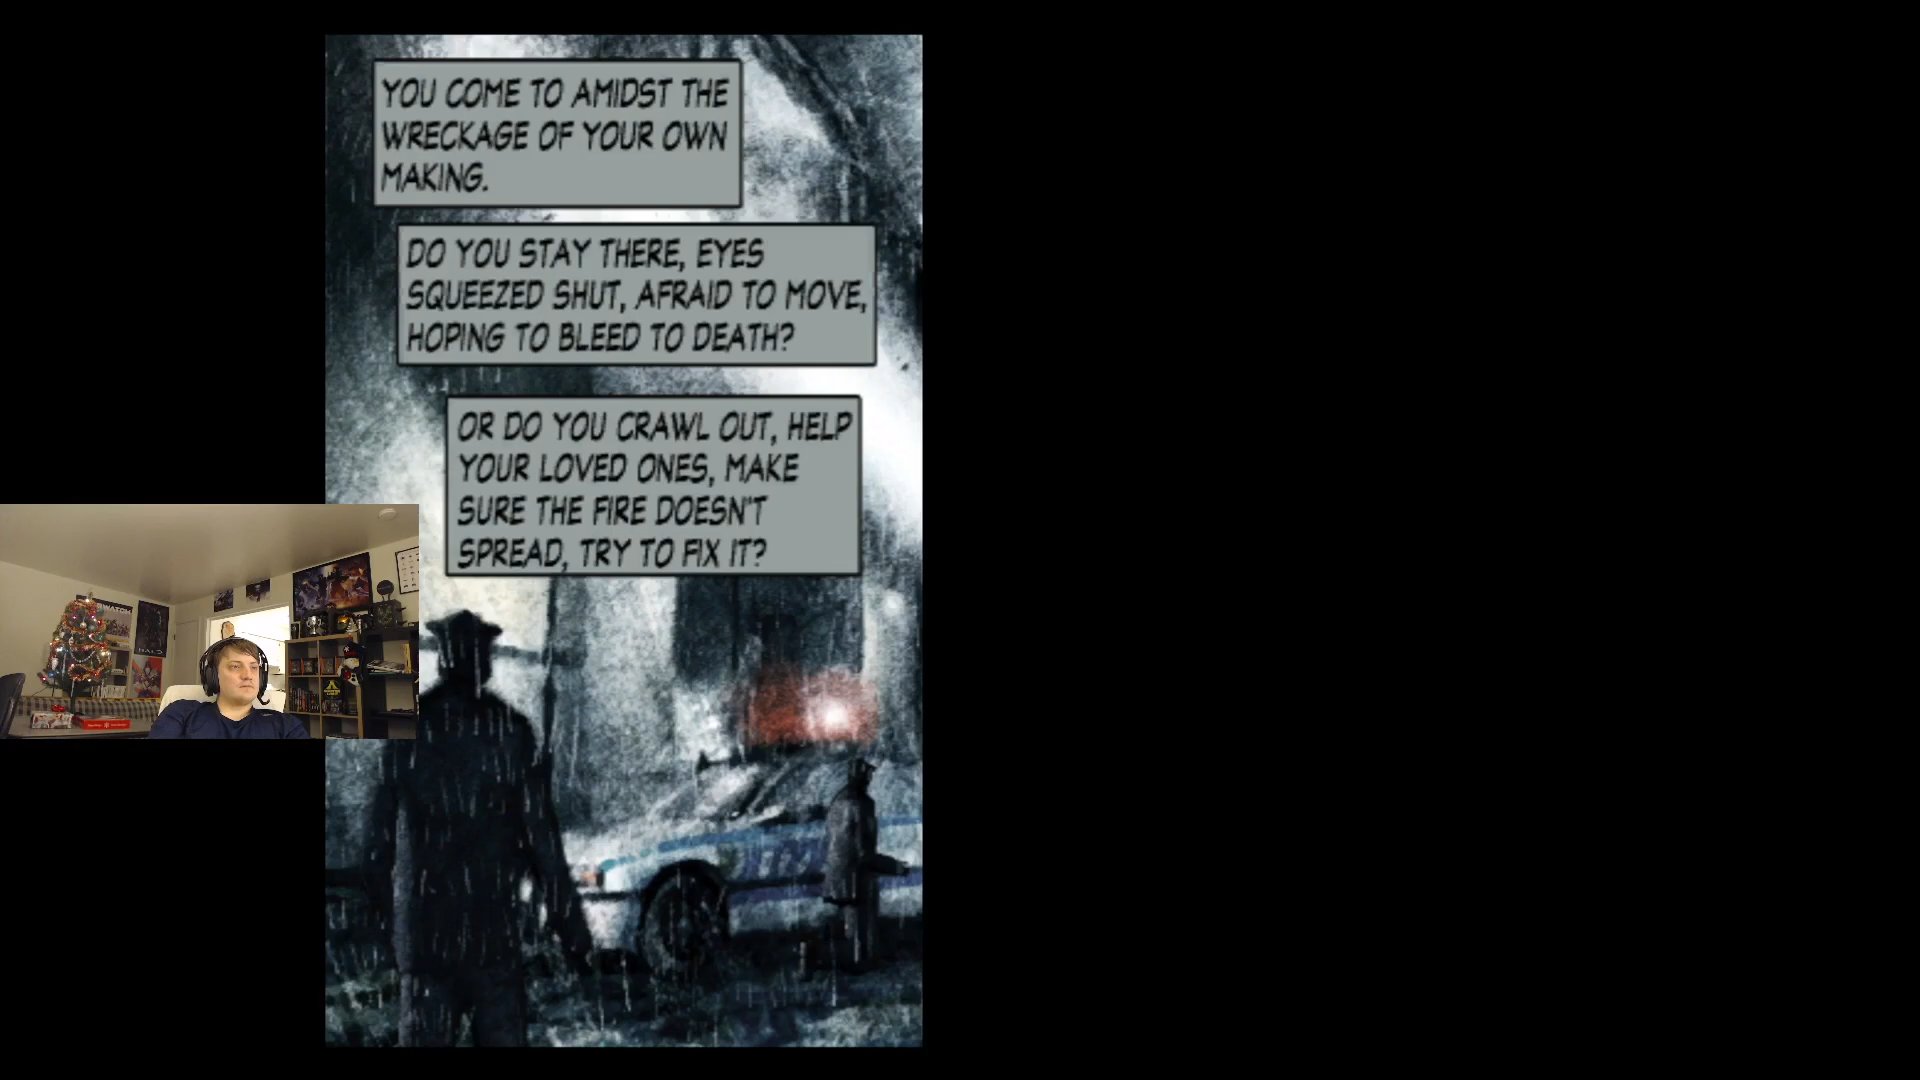 YOU COME TO AMIDST THE
WRECKAGE OF YOUR OWN
MAKING.
DO YOU STAY THERE, EYES
SQUEEZED SHUT, AFRAID TO MOVE,
HOPING TO BLEED TO DEATH?
OR DO YOU CRAWL OUT, HELP
YOUR LOVED ONES, MAKE
SURE THE FIRE DOESN'T
SPREAD, TRY TO FIX IT?